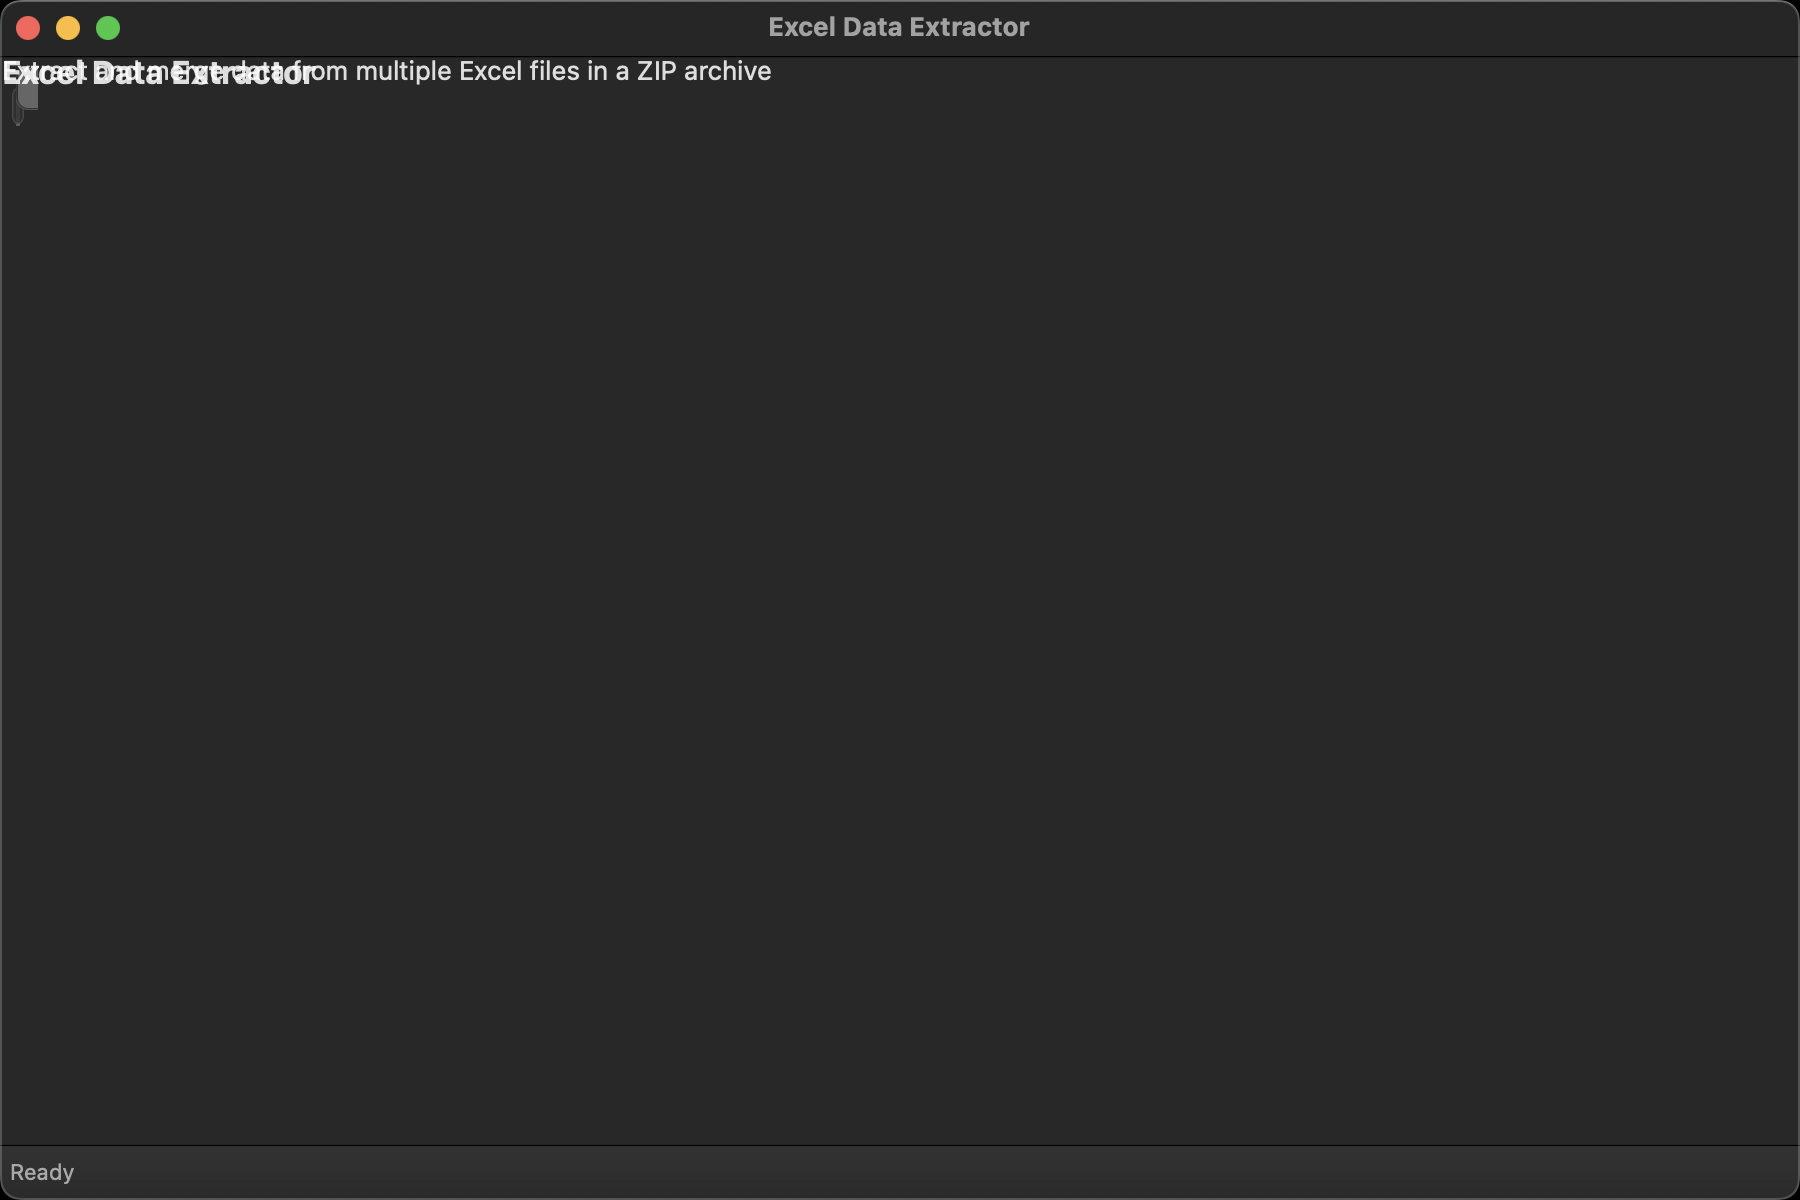 Excel Data Extractor
Excel Data Extractor
Extract and merge data from multiple Excel files in a ZIP archive
Ready